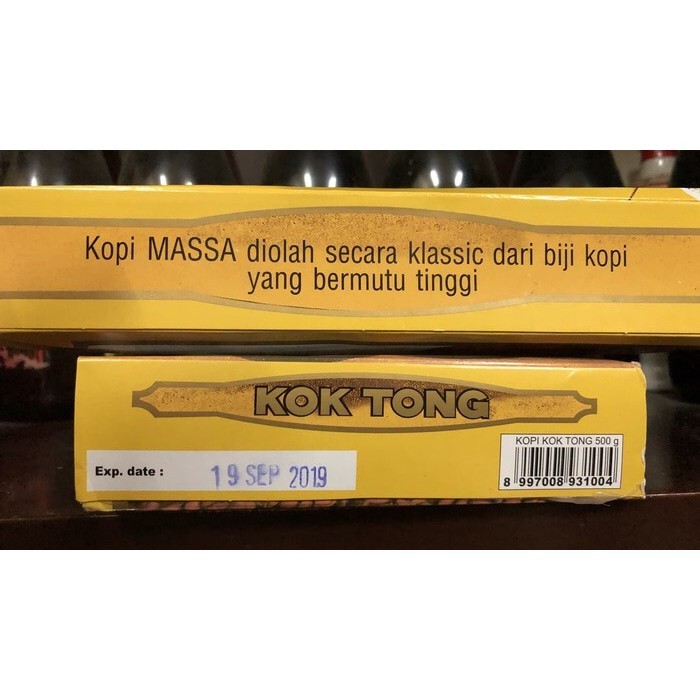 Kopi MASSA diolah secara klassic dari biji kopi
yang bermutu tinggi
KOK TONG
KOPI KOK TONG 500 g
Exp. date : 19 SEP 2019
8 997008 931004